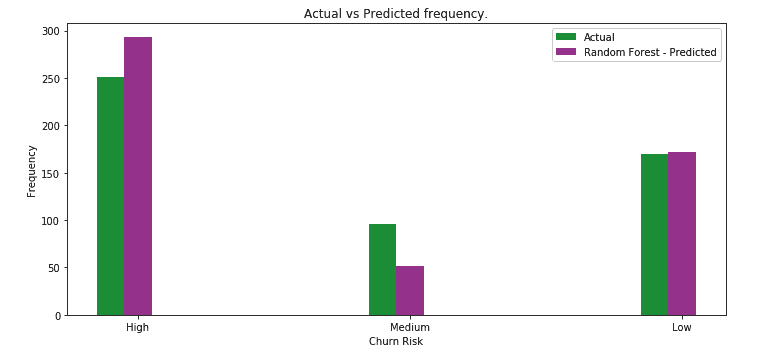 Actual vs Predicted frequency.
Actual
Random Forest - Predicted
300
250
200
150
100
50
0
Frequency
High
Medium
Low
Churn Risk